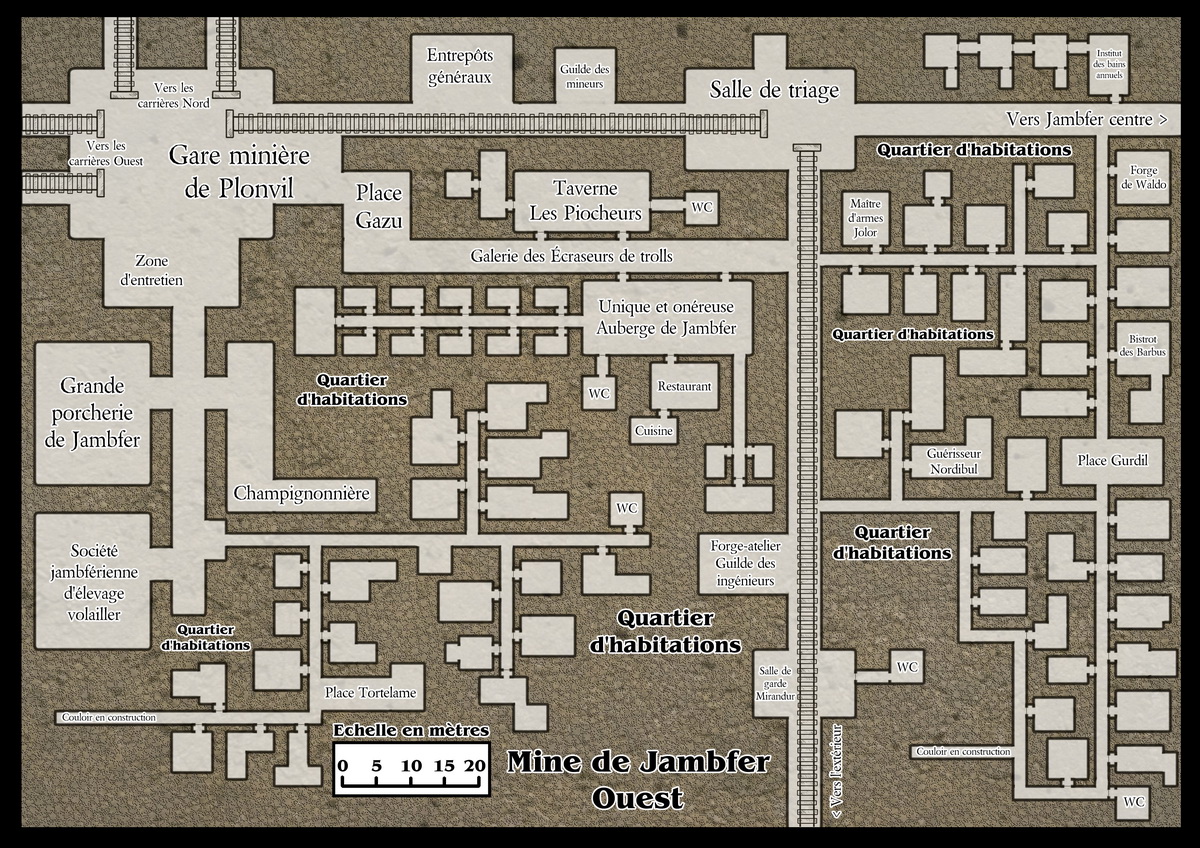 Entrepôts
généraux
Guilde des
mineurs
Salle de triage
Institut
des bains
annuels
Vers les
carrières Nord
Vers Jambfer centre >
Vers les
carrières Ouest
Gare minière
de Plonvil
Quartier d'habitations
Place
Gazu
Taverne
Les Piocheurs
WC
Maître
d'armes
Jolor
Forge
de Waldo
Zone
d'entretien
Galerie des Écraseurs de trolls
Unique et onéreuse
Auberge de Jambfer
Quartier d'habitations
Bistrot
des Barbus
Grande
porcherie
de Jambfer
Quartier
d'habitations
WC
Restaurant
Cuisine
Guérisseur
Nordibul
Place Gurdil
Champignonnière
WC
Société
jambférienne
d'élevage
volailler
Forge-atelier
Guilde des
ingénieurs
Quartier
d'habitations
Quartier
d'habitations
Quartier
d'habitations
Place Tortelame
Salle de
garde
Mirandur
WC
Couloir en construction
Echelle en mètres
0 5 10 15 20
Mine de Jambfer
Ouest
< Vers l'extérieur
Couloir en construction
WC